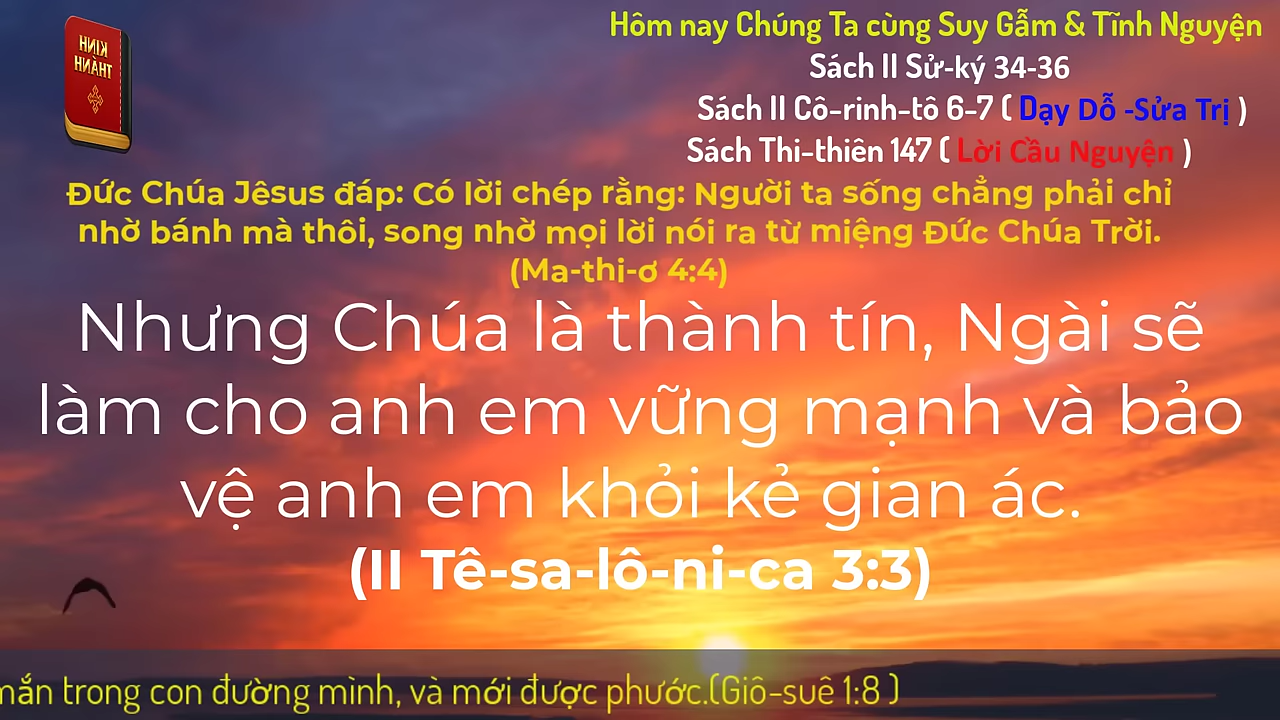 KINH
THÁNH
Hôm nay Chúng Ta cùng Suy Gẫm & Tĩnh Nguyện
Sách II Sử-ký 34-36
Sách II Cô-rinh-tô 6-7 ( Dạy Dỗ -Sửa Trị )
Sách Thi-thiên 147 ( Lời Cầu Nguyện )
Đức Chúa Jêsus đáp: Có lời chép rằng: Người ta sống chẳng phải chỉ
nhờ bánh mà thôi, song nhờ mọi lời nói ra từ miệng Đức Chúa Trời.
(Ma-thi-ơ 4:4)
Nhưng Chúa là thành tín, Ngài sẽ
làm cho anh em vững mạnh và bảo
vệ anh em khỏi kẻ gian ác.
(II Tê-sa-lô-ni-ca 3:3)
trong con đường mình, và mới được phước.(Giô-suê 1:8 )